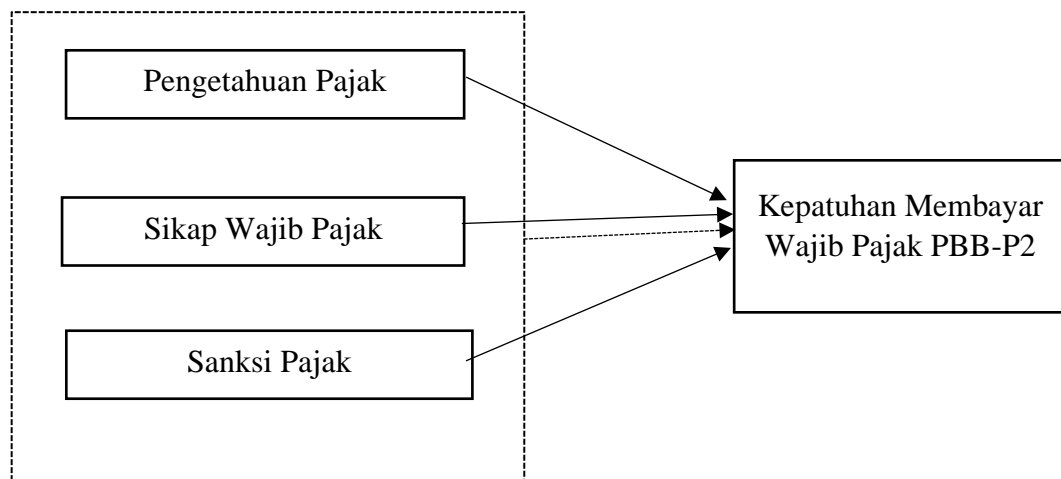 Pengetahuan Pajak
Sikap Wajib Pajak
Sanksi Pajak
Kepatuhan Membayar
Wajib Pajak PBB-P2